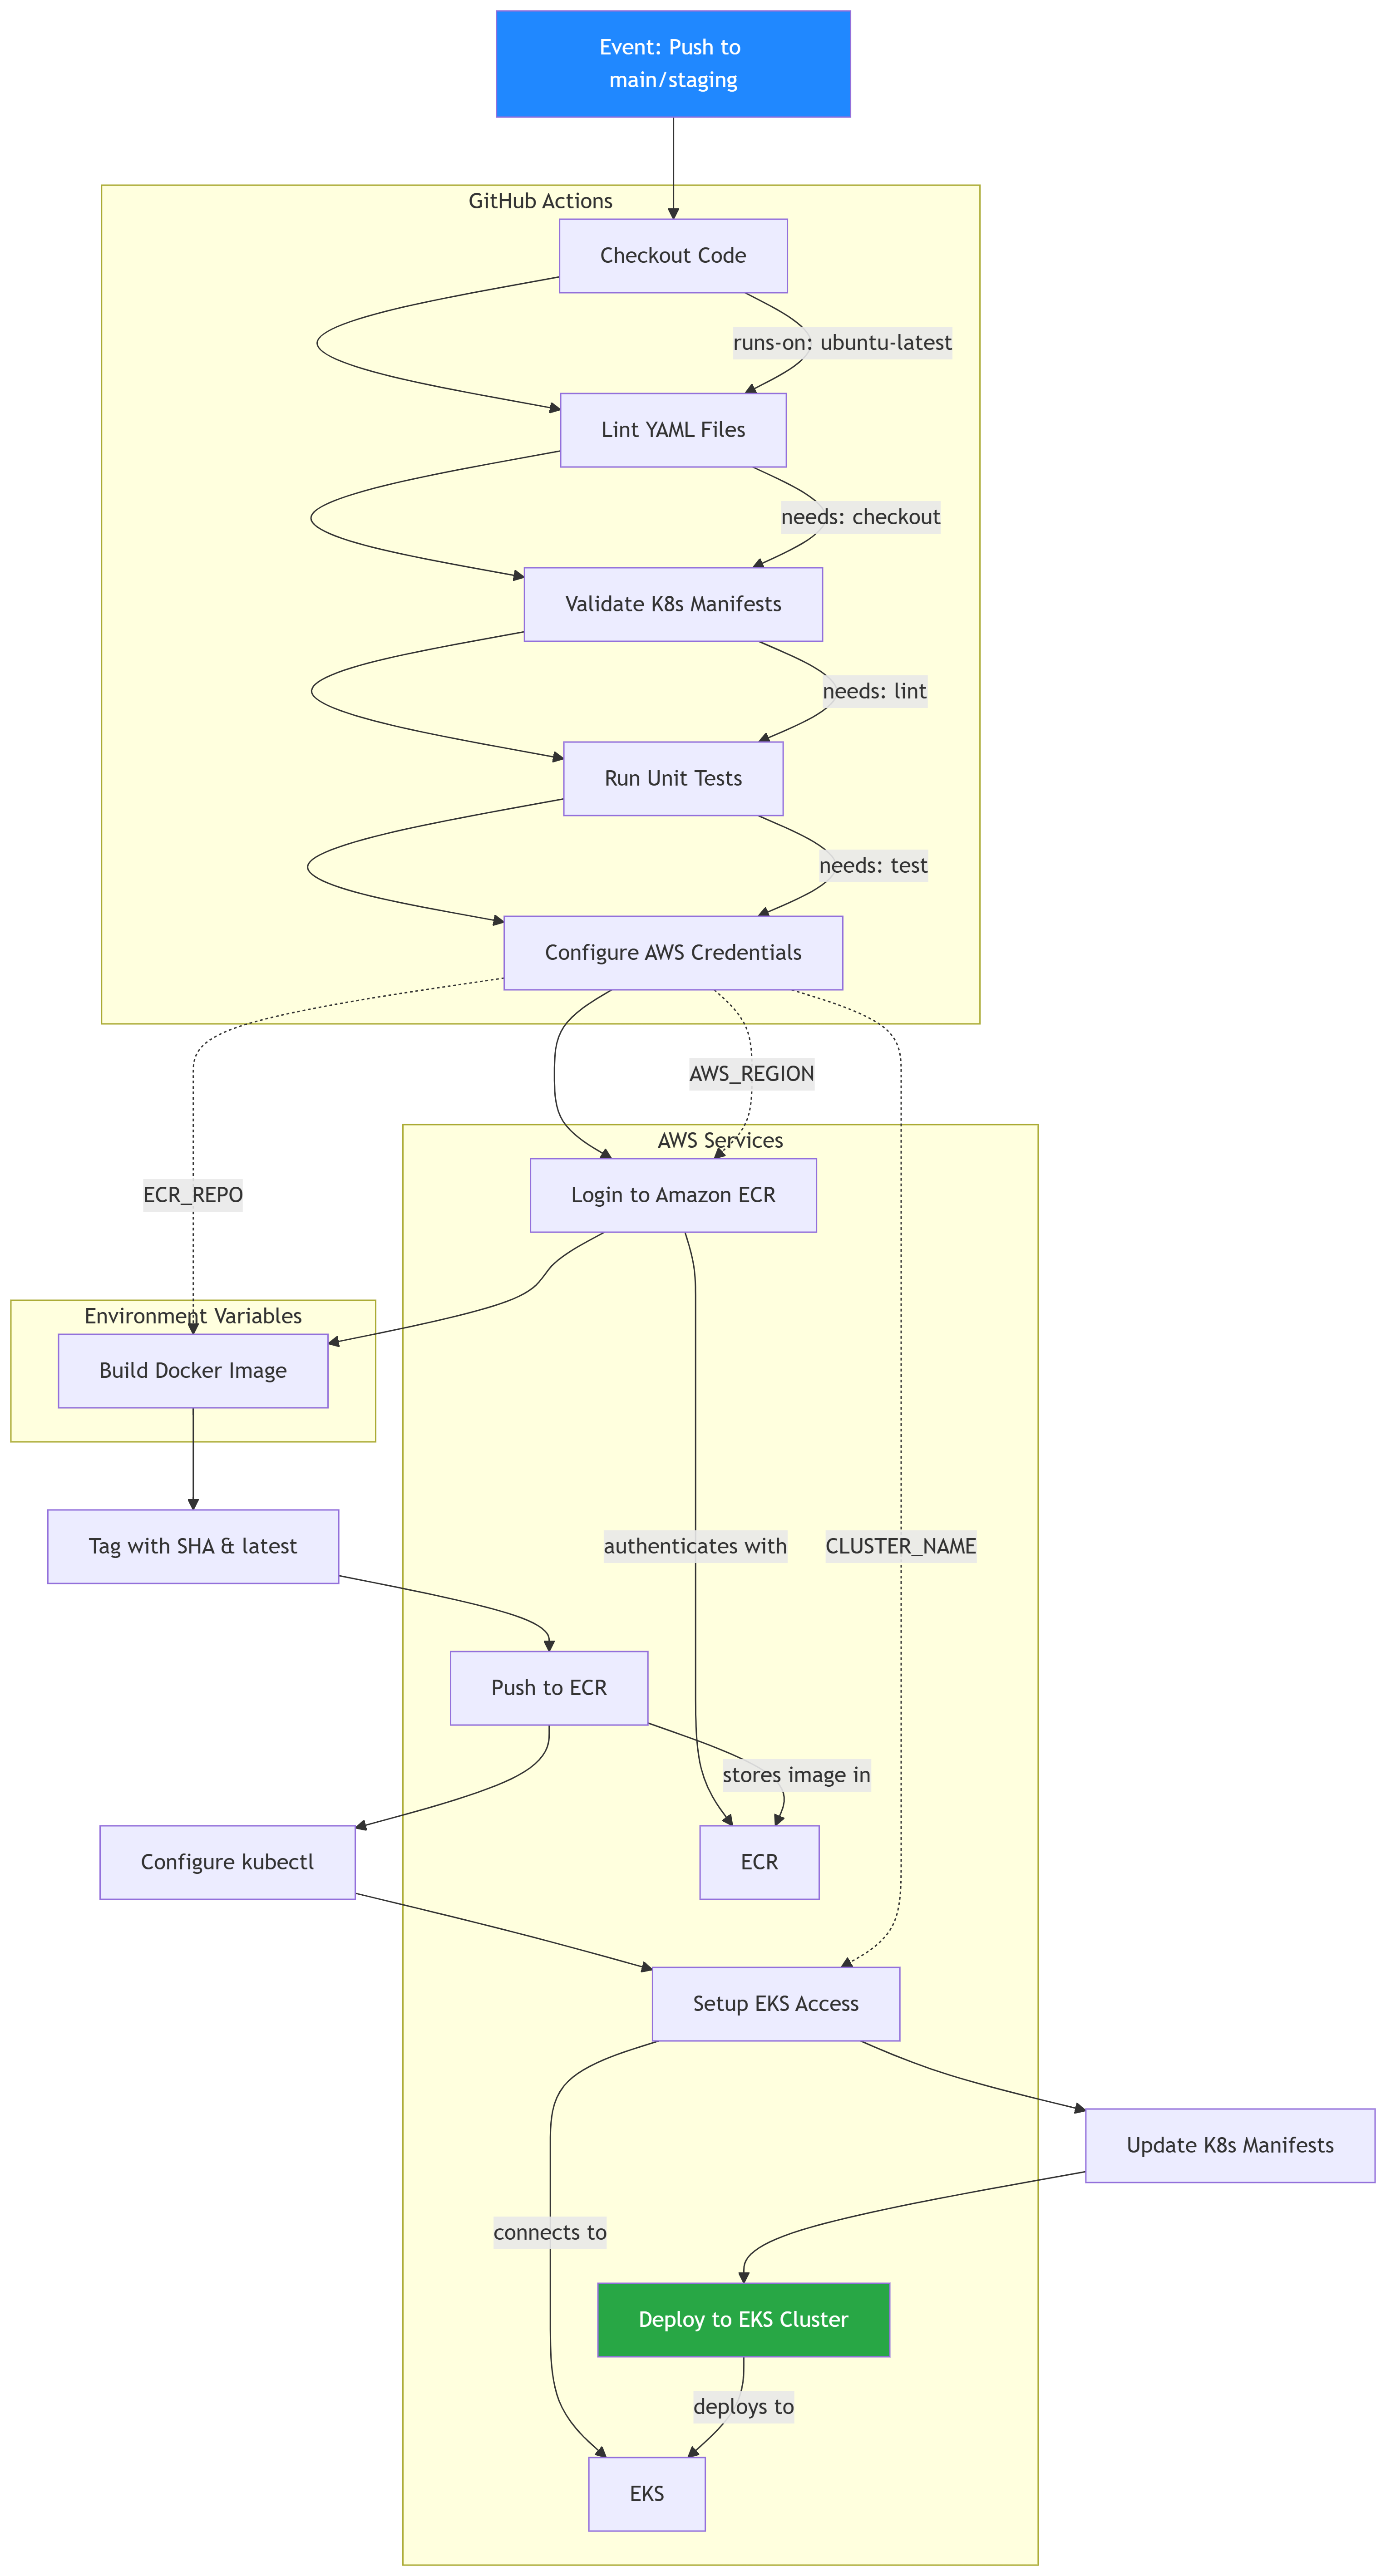 Event: Push to
main/staging
GitHub Actions
Checkout Code
runs-on: ubuntu-latest
Lint YAML Files
needs: checkout
Validate K8s Manifests
needs: lint
Run Unit Tests
needs: test
Configure AWS Credentials
AWS_REGION
AWS Services
Login to Amazon ECR
ECR_REPO
Environment Variables
Build Docker Image
Tag with SHA & latest
authenticates with
CLUSTER_NAME
Push to ECR
stores image in
Configure kubectl
ECR
Setup EKS Access
Update K8s Manifests
connects to
Deploy to EKS Cluster
deploys to
EKS